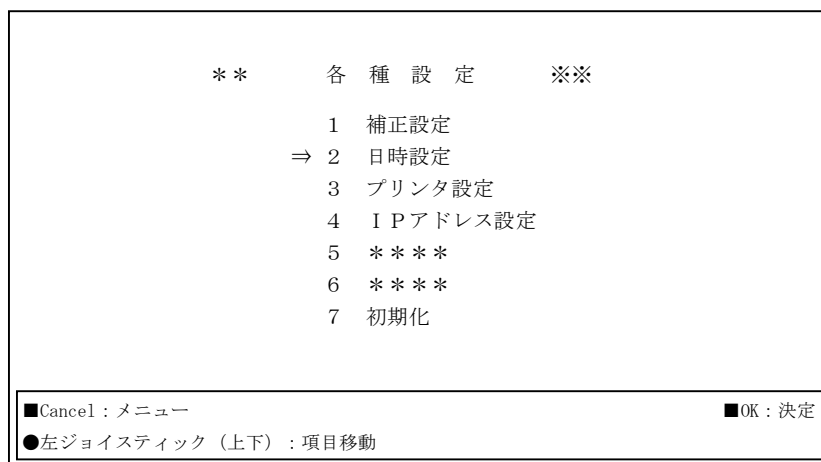 ＊＊　各　種　設　定　※※
１　補正設定
⇒　２　日時設定
３　プリンタ設定
４　ＩＰアドレス設定
５　＊＊＊＊
６　＊＊＊＊
７　初期化
■Cancel：メニュー　■OK：決定
●左ジョイスティック（上下）：項目移動